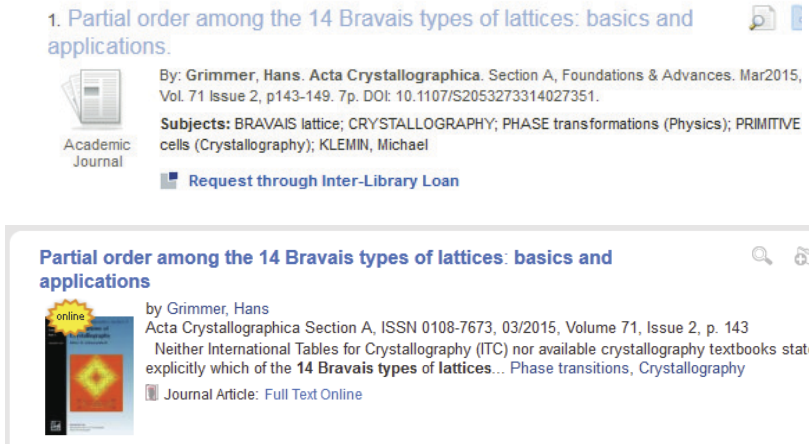 1. Partial order among the 14 Bravais types of lattices: basics and
applications.
By: Grimmer, Hans. Acta Crystallographica. Section A, Foundations & Advances. Mar2015,
Vol. 71 Issue 2, p143-149. 7p. DOI: 10.1107/S2053273314027351.
Subjects: BRAVAIS lattice; CRYSTALLOGRAPHY; PHASE transformations (Physics); PRIMITIVE
cells (Crystallography); KLEMIN, Michael
Academic
Journal
Request through Inter-Library Loan
Partial order among the 14 Bravais types of lattices: basics and
applications
online
by Grimmer, Hans
Acta Crystallographica Section A, ISSN 0108-7673, 03/2015, Volume 71, Issue 2, p. 143
Neither International Tables for Crystallography (ITC) nor available crystallography textbooks state
explicitly which of the 14 Bravais types of lattices... Phase transitions, Crystallography
Journal Article: Full Text Online